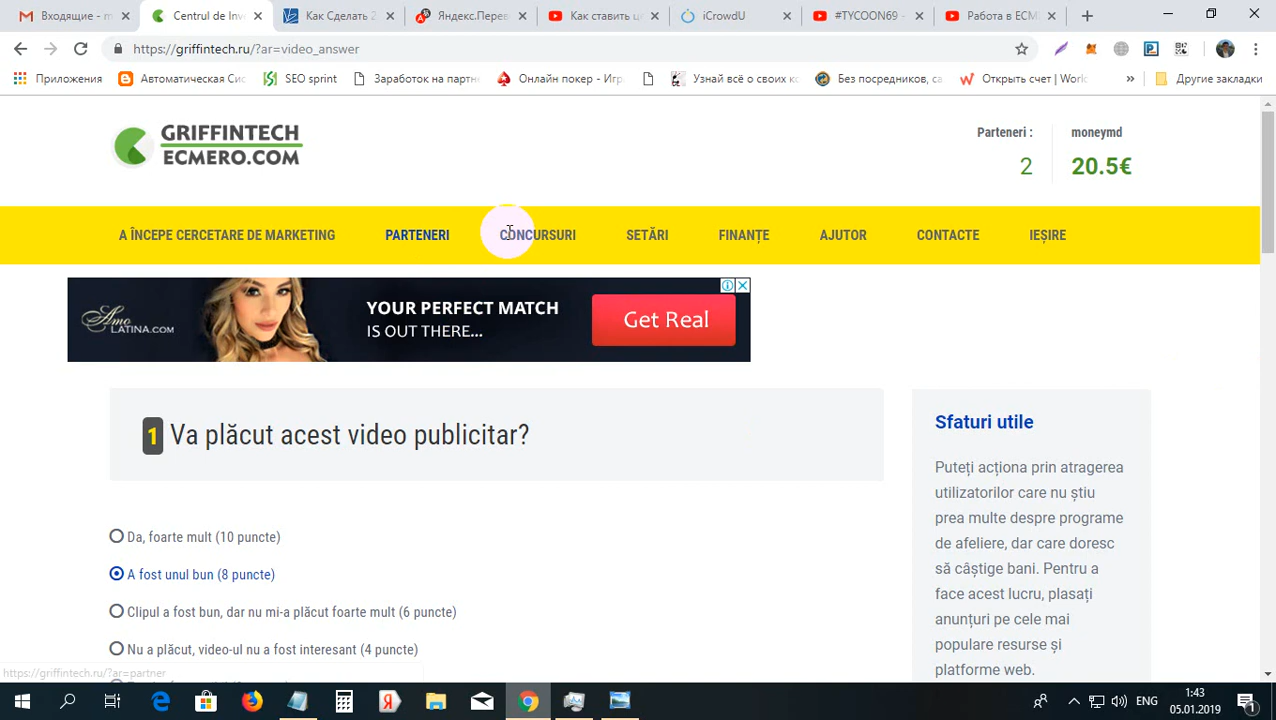 Входящие - m
Centrul de Inv
Как Сделать 2
Яндекс.Перев
Как ставить ц
iCrowdU
#TYCOON69 -
Работа в ECM
https://griffintech.ru/?ar=video_answer
Приложения
Автоматическая Сис
SEO sprint
Заработок на партн
Онлайн покер - Игр
Узнай всё о своих к
Без посредников, са
Открыть счет | Worl
»
Другие закладки
GRIFFINTECH
ECMERO.COM
Parteneri :
moneymd
2
20.5€
A ÎNCEPE CERCETARE DE MARKETING
PARTENERI
CONCURSURI
SETĂRI
FINANȚE
AJUTOR
CONTACTE
IEȘIRE
Amo
LATINA.COM
YOUR PERFECT MATCH
IS OUT THERE...
Get Real
1 Va plăcut acest video publicitar?
Da, foarte mult (10 puncte)
A fost unul bun (8 puncte)
Clipul a fost bun, dar nu mi-a plăcut foarte mult (6 puncte)
Nu a plăcut, video-ul nu a fost interesant (4 puncte)
Sfaturi utile
Puteți acționa prin atragerea
utilizatorilor care nu știu
prea multe despre programe
de afeliere, dar care doresc
să câștige bani. Pentru a
face acest lucru, plasați
anunțuri pe cele mai
populare resurse și
platforme web.
https://griffintech.ru/?ar=partner
ENG
1:43
05.01.2019
1